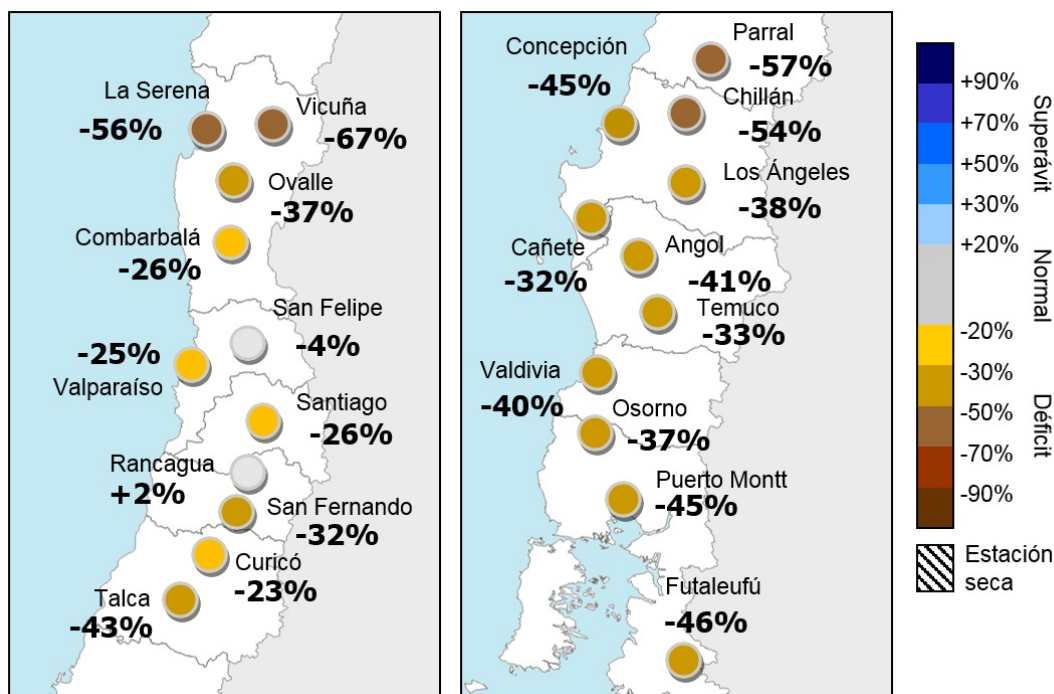 La Serena
-56%
Vicuña
-67%
Ovalle
-37%
Combarbalá
-26%
San Felipe
-4%
-25%
Valparaíso
Santiago
-26%
Rancagua
+2%
San Fernando
-32%
Curicó
-23%
Talca
-43%
Parral
-57%
Concepción
-45%
Chillán
-54%
Los Ángeles
-38%
Cañete
-32%
Angol
-41%
Temuco
-33%
Valdivia
-40%
Osorno
-37%
Puerto Montt
-45%
Futaleufú
-46%
+90%
+70%
+50%
+30%
+20%
-20%
-30%
-50%
-70%
-90%
Superávit
Normal
Déficit
Estación
seca